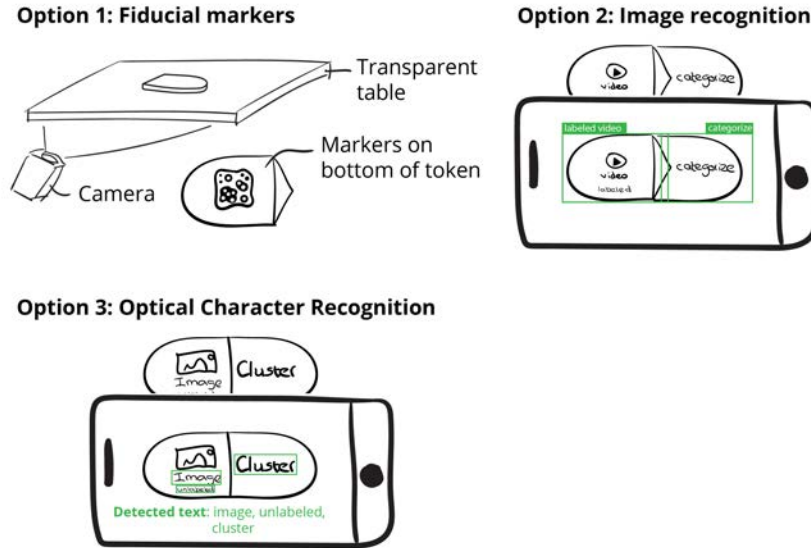 Option 1: Fiducial markers
Transparent
table
Camera
Markers on
bottom of token
Option 2: Image recognition
video
categorize
labeled video
categorize
video
labeled
categorize
Option 3: Optical Character Recognition
Image
Cluster
Image
unlabeled
Cluster
Detected text: image, unlabeled,
cluster